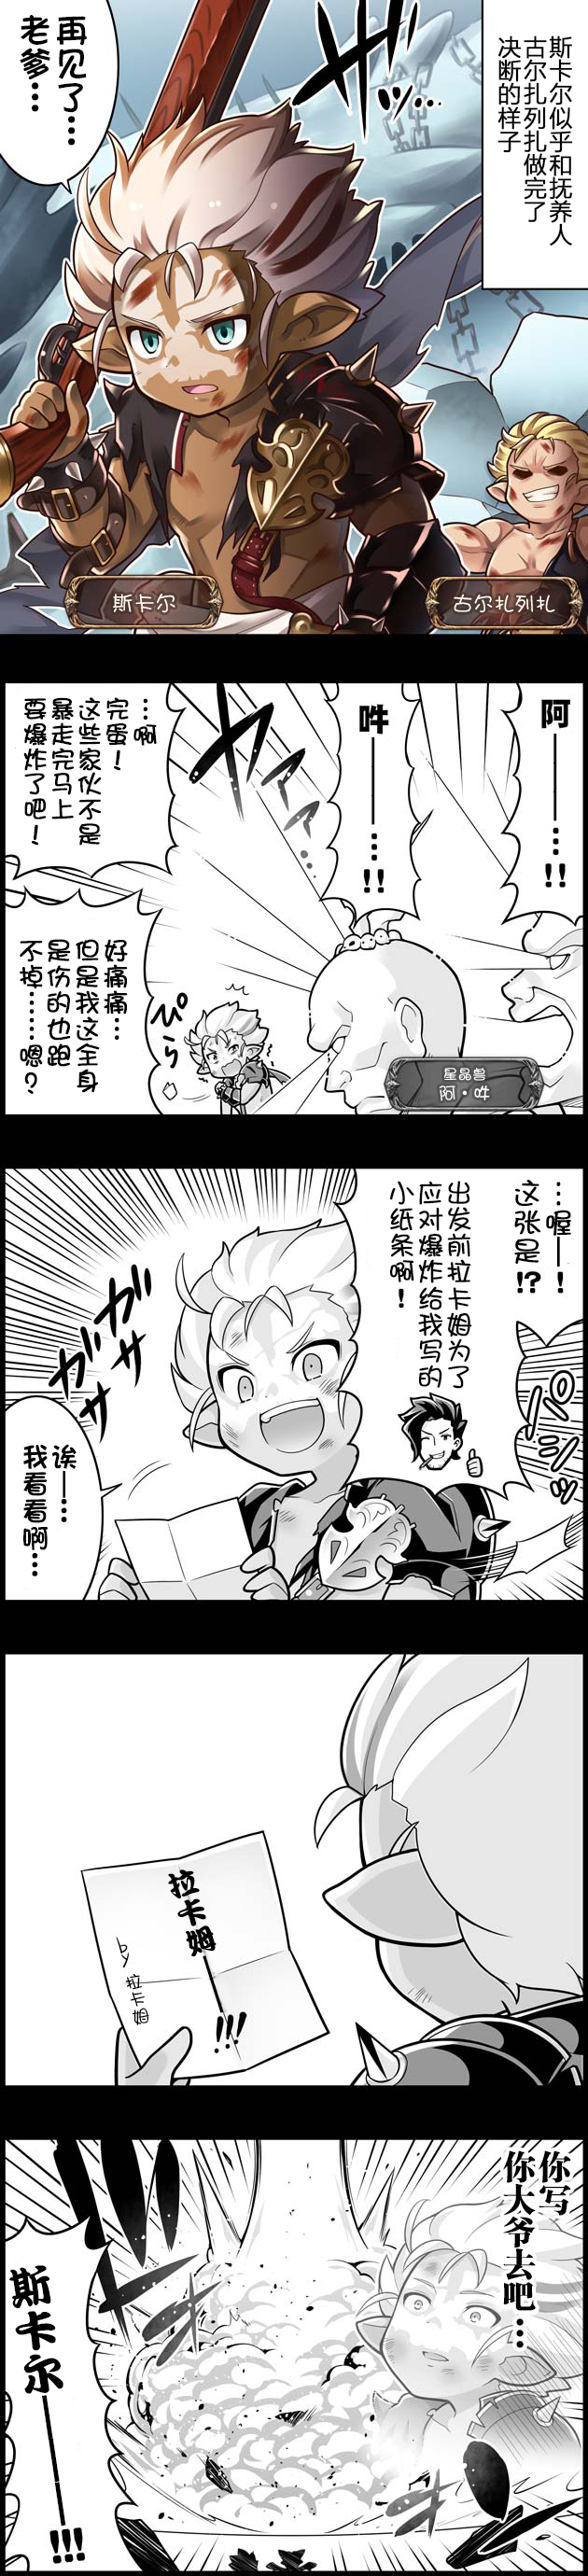 斯卡尔似乎和抚养人
古尔扎列扎做完了
决断的样子
再见了…
老爹…
ドッ…
斯卡尔
古尔扎列扎
阿——…!!
吽——…!!
…啊
完蛋！
这些家伙不是
暴走完马上
要爆炸了吧！
好痛痛…
但是我这全身
是伤的也跑
不掉……嗯？
ぴら
星晶兽
阿·吽
…喔—！
这张是!?
パシッ
出发前拉卡姆为了
应对爆炸给我写的
小纸条啊！
ガサ
ガサ
诶—…
我看看啊…
拉卡姆——!!!
by 拉卡姆
你写
你大爷去吧…
斯卡尔——!!!